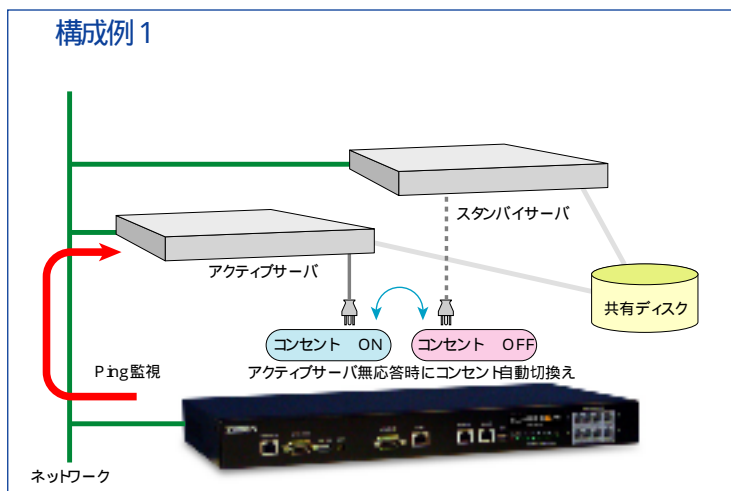 構成例1
スタンバイサーバ
アクティブサーバ
共有ディスク
コンセント ON
コンセント OFF
Ping監視
アクティブサーバ無応答時にコンセント自動切換え
ネットワーク